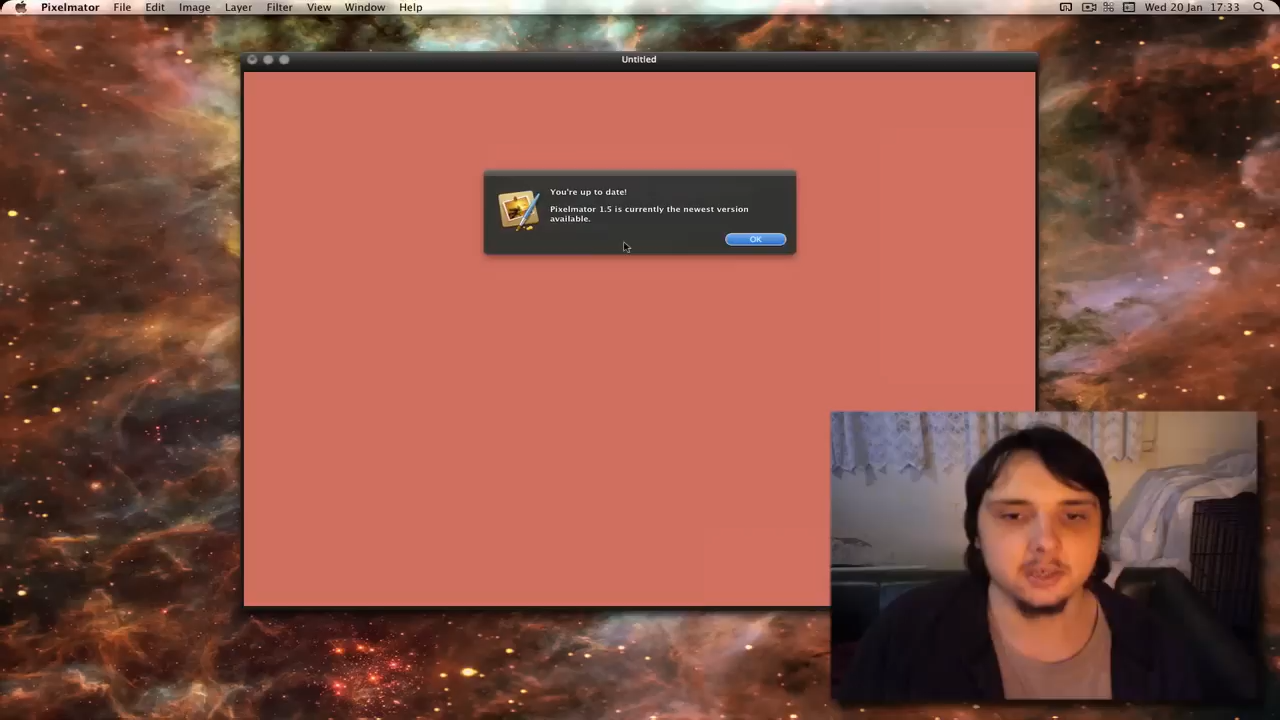 Pixelmator File Edit Image Layer Filter View Window Help Wed 20 Jan 17:33
Untitled
You're up to date!
Pixelmator 1.5 is currently the newest version
available.
OK